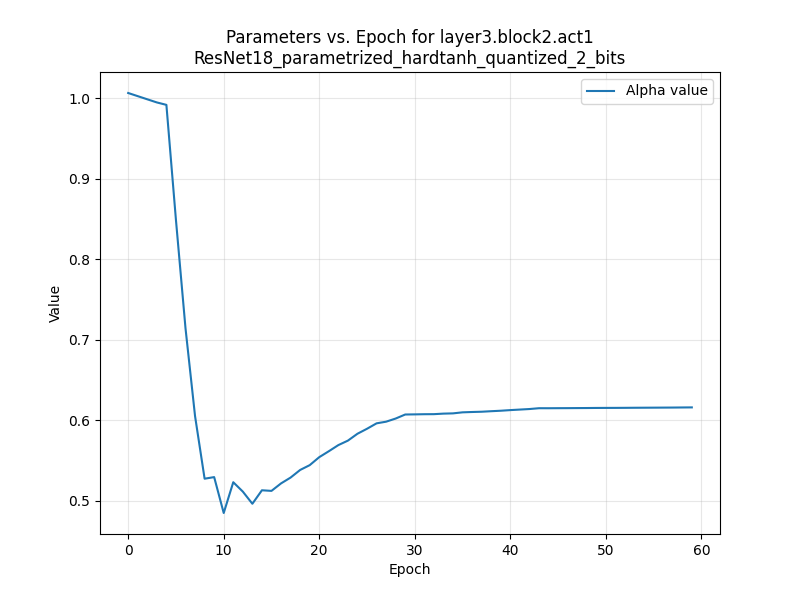 Parameters vs. Epoch for layer3.block2.act1
ResNet18_parametrized_hardtanh_quantized_2_bits
Alpha value
1.0
0.9
0.8
0.7
0.6
0.5
Value
0 10 20 30 40 50 60
Epoch